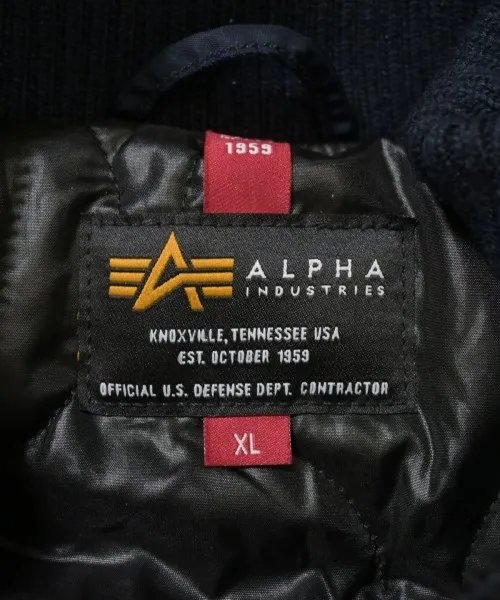 1959
ALPHA
INDUSTRIES
KNOXVILLE, TENNESSEE USA
EST. OCTOBER 1959
OFFICIAL U.S. DEFENSE DEPT. CONTRACTOR
XL